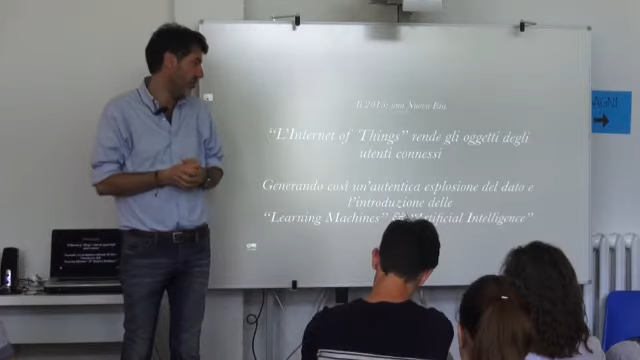 Il 2015: una Nuova Era
“L’Internet of Things” rende gli oggetti degli
utenti connessi
Generando così un’autentica esplosione del dato e
l’introduzione delle
“Learning Machines” & “Artificial Intelligence”
AGNI